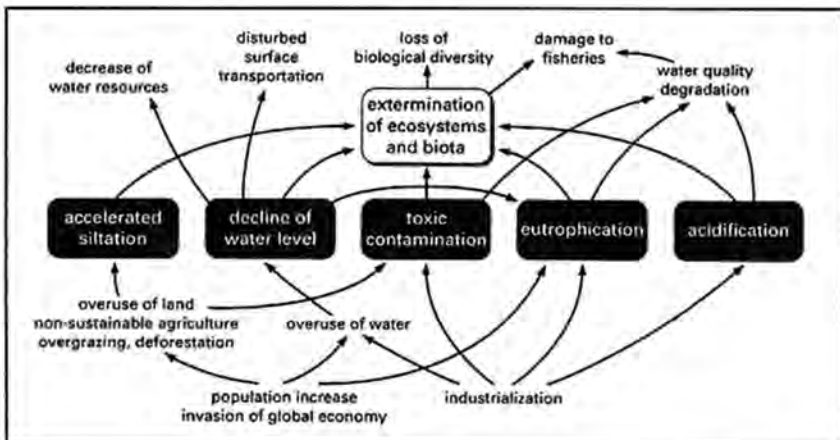 decrease of
water resources
disturbed
surface
transportation
loss of
biological diversity
damage to
fisheries
water quality
degradation
extermination
of ecosystems
and biota
accelerated
siltation
decline of
water level
toxic
contamination
eutrophication
acidification
overuse of land
non-sustainable agriculture
overgrazing, deforestation
overuse of water
population increase
invasion of global economy
industrialization